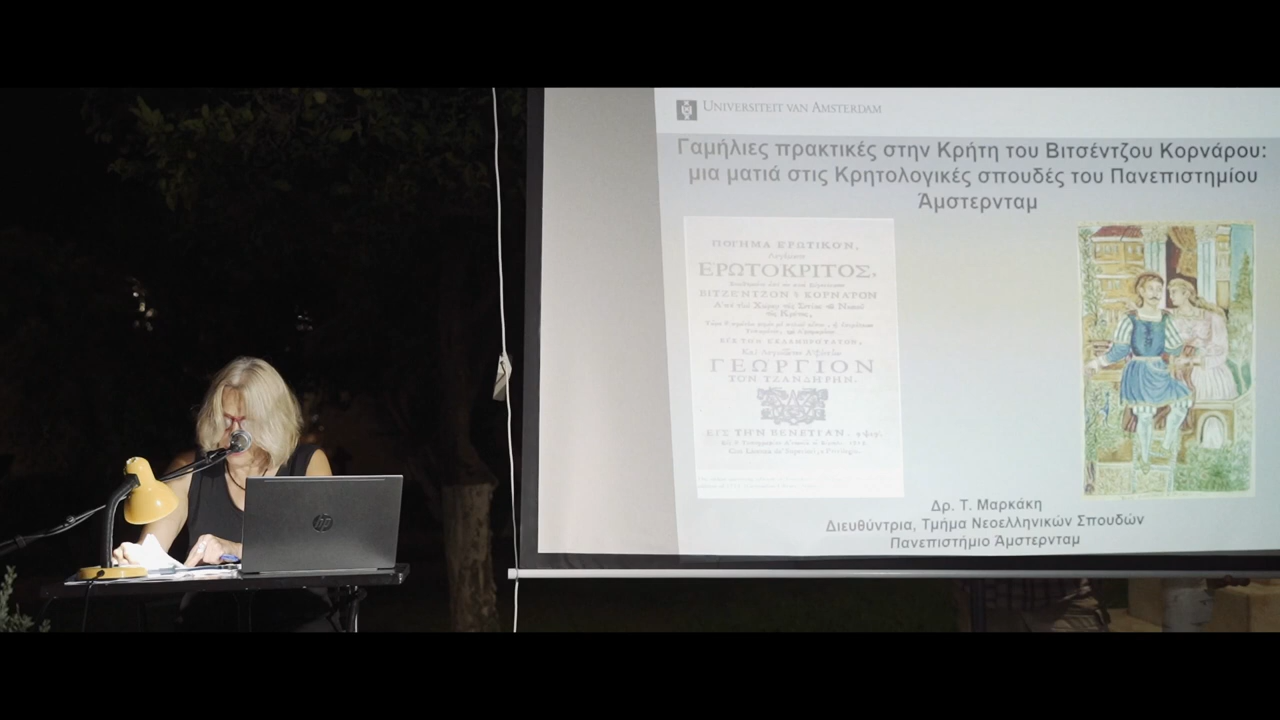 UNIVERSITEIT VAN AMSTERDAM
Γαμήλιες πρακτικές στην Κρήτη του Βιτσέντζου Κορνάρου:
μια ματιά στις Κρητολογικές σπουδές του Πανεπιστημίου
Άμστερνταμ
ΠΟΙΗΜΑ ΕΡΩΤΙΚΟΝ,
ΕΡΩΤΟΚΡΙΤΟΣ,
ΒΙΤΖΕΝΤΖΟΝ ΚΟΡΝΑΡΟΝ
ΓΕΩΡΓΙΟΝ
ΤΟΝ ΤΖΑΝΔΗΡΗΝ.
ΕΙΣ ΤΗΝ ΒΕΝΕΤΙΑΝ.
Δρ. Τ. Μαρκάκη
Διευθύντρια, Τμήμα Νεοελληνικών Σπουδών
Πανεπιστήμιο Άμστερνταμ
hp